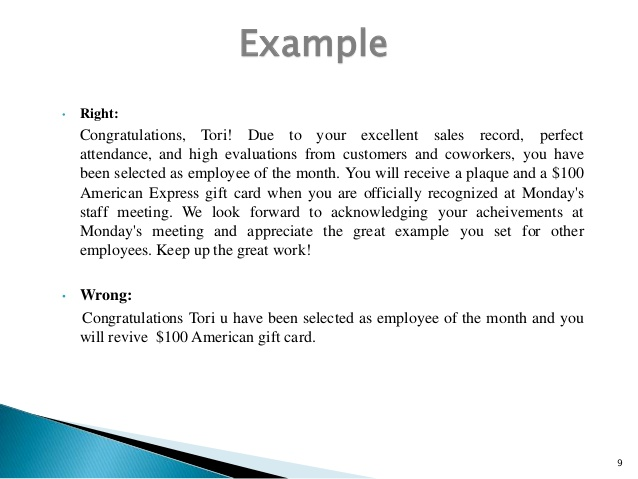 Example
• Right:
Congratulations, Tori! Due to your excellent sales record, perfect
attendance, and high evaluations from customers and coworkers, you have
been selected as employee of the month. You will receive a plaque and a $100
American Express gift card when you are officially recognized at Monday's
staff meeting. We look forward to acknowledging your acheivements at
Monday's meeting and appreciate the great example you set for other
employees. Keep up the great work!
• Wrong:
Congratulations Tori u have been selected as employee of the month and you
will revive $100 American gift card.
9